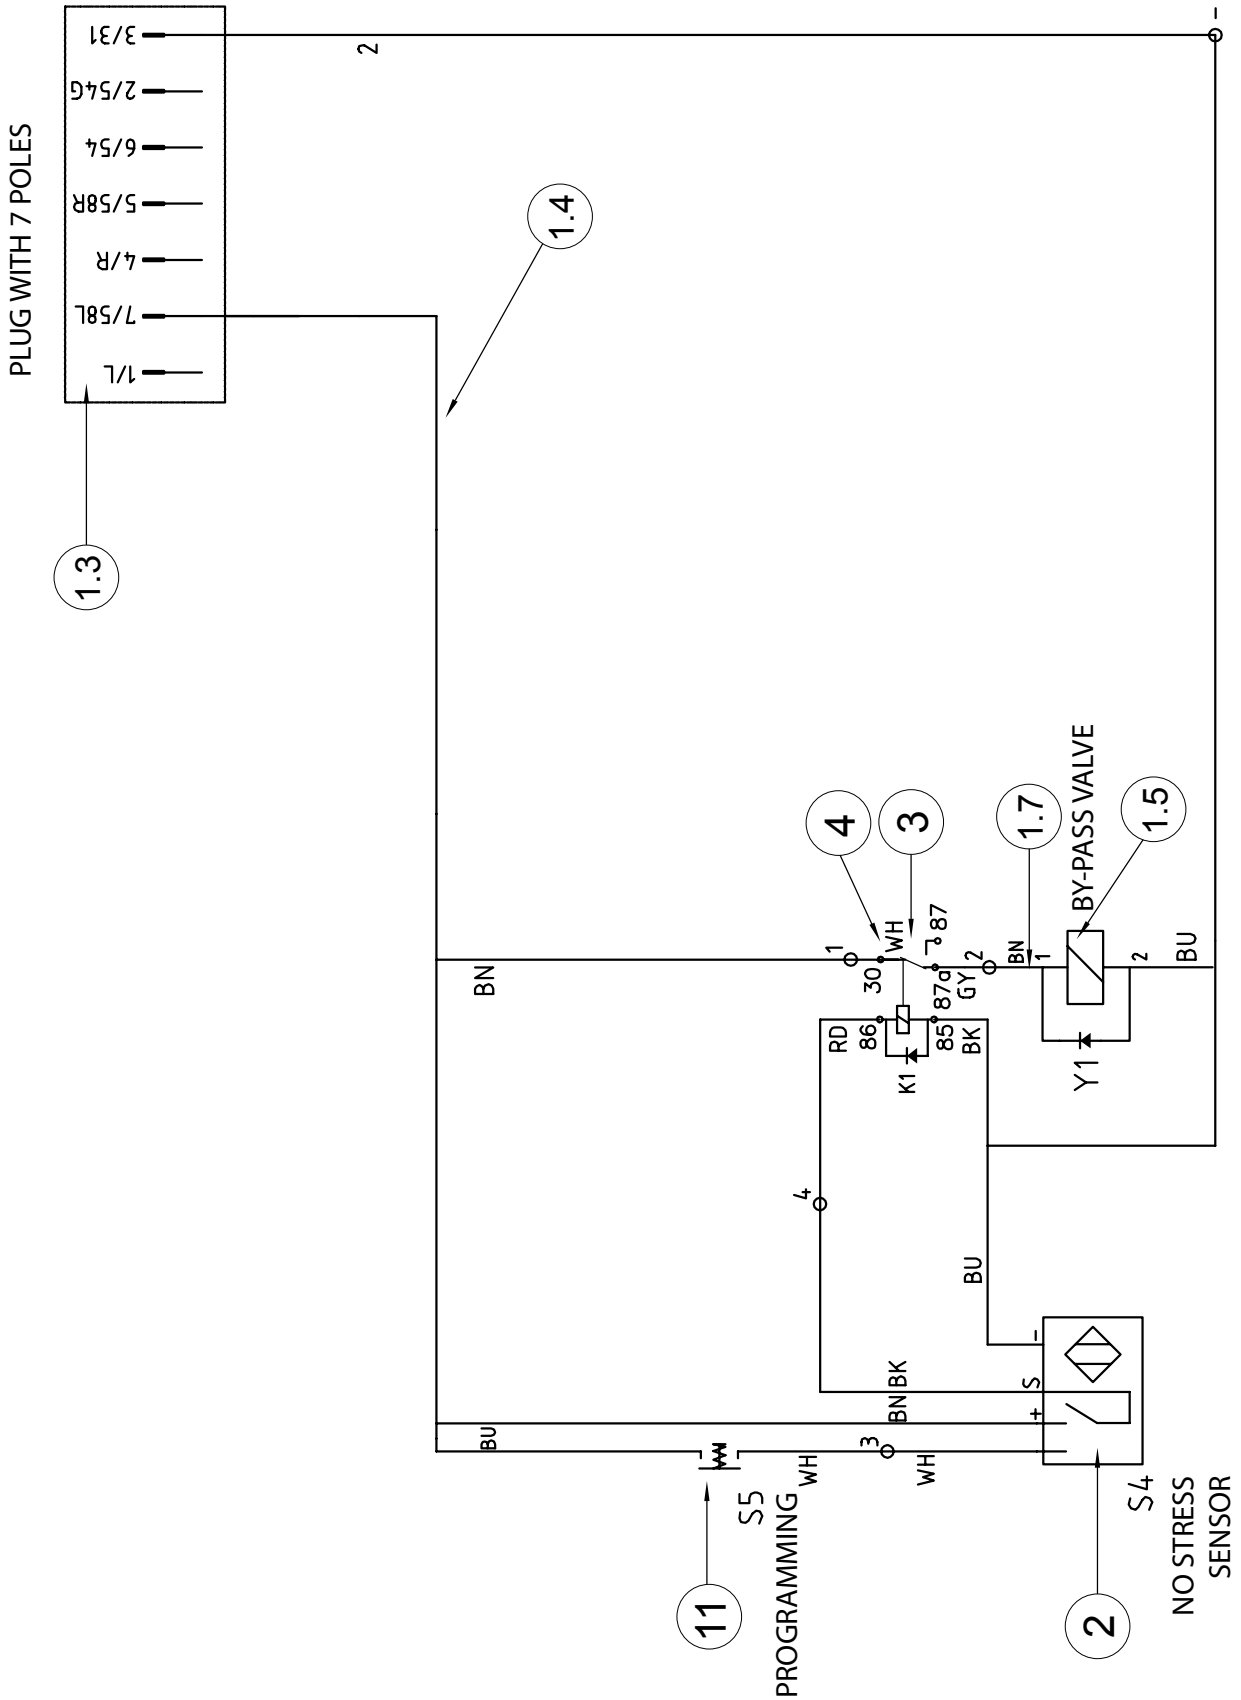 PLUG WITH 7 POLES
1/L
7/58L
4/R
5/58R
6/54
2/54G
3/31
2
-
1.3
1.4
BN
1
30
WH
87
87a
GY
2
BN
1
2
BU
4
3
1.7
1.5
BY-PASS VALVE
Y1
RD
86
85
BK
K1
4
BU
BK
BN
S
+
-
BU
WH
3
WH
11
S5
PROGRAMMING
2
S4
NO STRESS
SENSOR